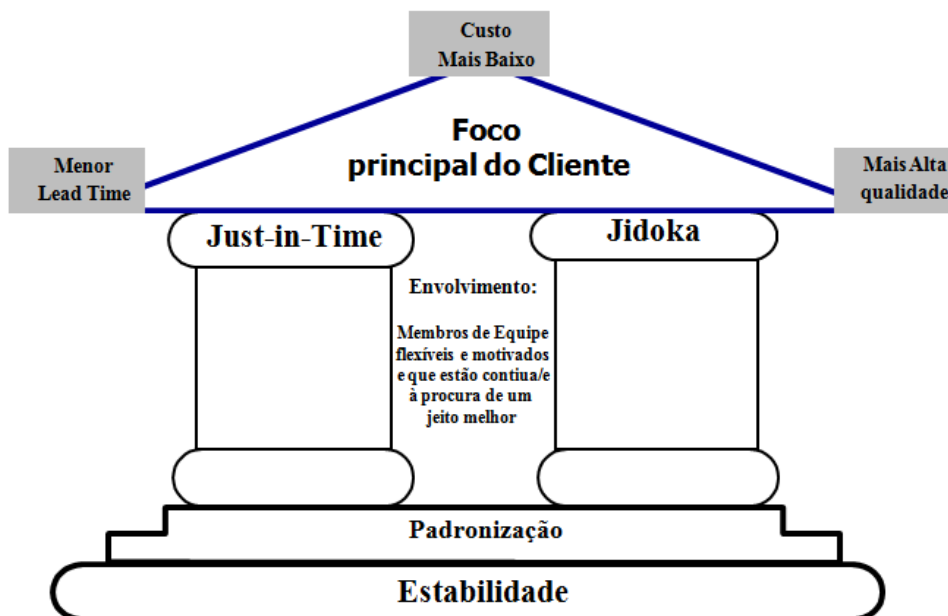 Custo
Mais Baixo
Foco
principal do Cliente
Menor
Lead Time
Mais Alta
qualidade
Just-in-Time
Jidoka
Envolvimento:
Membros de Equipe
flexíveis e motivados
e que estão contiua/e
à procura de um
jeito melhor
Padronização
Estabilidade